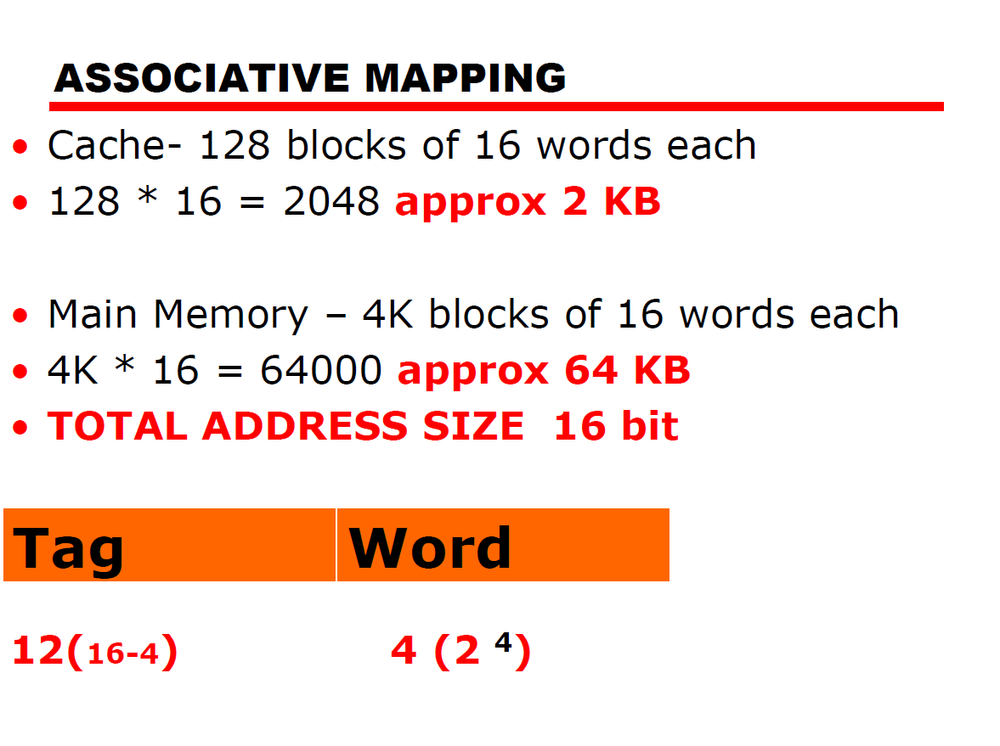 ASSOCIATIVE MAPPING
• Cache- 128 blocks of 16 words each
• 128 * 16 = 2048 approx 2 KB
• Main Memory – 4K blocks of 16 words each
• 4K * 16 = 64000 approx 64 KB
• TOTAL ADDRESS SIZE 16 bit
Tag Word
12(16-4) 4 (2 ⁴)